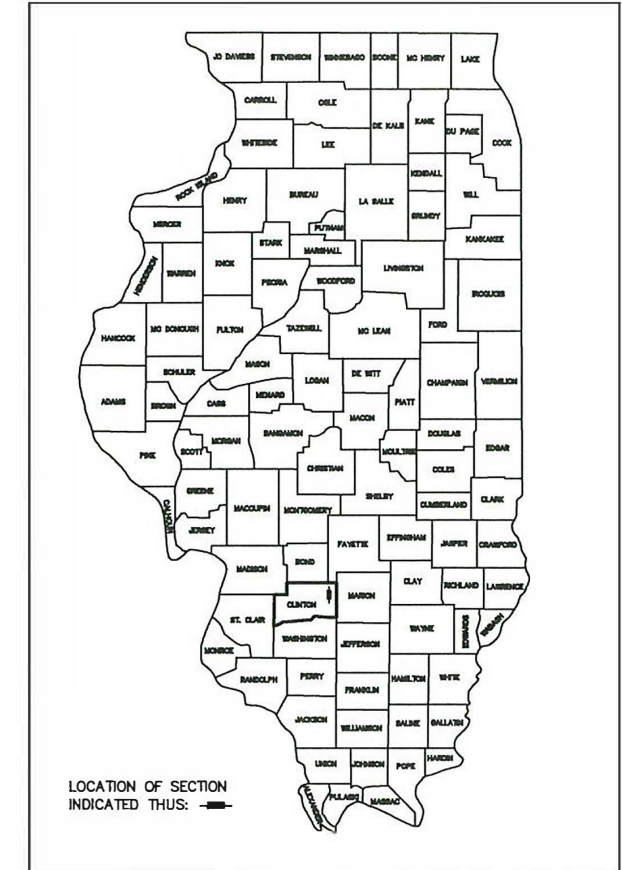 JO DAVIESS STEVENSON WINNEBAGO BOONE MC HENRY LAKE
CARROLL OGLE DE KALB KANE DU PAGE COOK
WHITESIDE LEE
KENDALL
ROCK ISLAND HENRY BUREAU LA SALLE GRUNDY WILL
MERCER PUTNAM
STARK MARSHALL KANKAKEE
HENDERSON WARREN KNOX PEORIA WOODFORD LIVINGSTON IROQUOIS
HANCOCK MC DONOUGH FULTON TAZEWELL MC LEAN FORD
SCHULER MASON
ADAMS BROWN CASS MENARD LOGAN DE WITT PIATT CHAMPAIGN VERMILION
MACON
PIKE SCOTT MORGAN SANGAMON CHRISTIAN MOULTRIE DOUGLAS EDGAR
COLES
CALHOUN GREENE MACOUPIN MONTGOMERY SHELBY CUMBERLAND CLARK
JERSEY
MADISON BOND FAYETTE EFFINGHAM JASPER CRAWFORD
CLAY RICHLAND LAWRENCE
ST. CLAIR CLINTON MARION WAYNE EDWARDS WABASH
MONROE WASHINGTON JEFFERSON
RANDOLPH PERRY FRANKLIN HAMILTON WHITE
JACKSON WILLIAMSON SALINE GALLATIN
UNION JOHNSON POPE HARDIN
ALEXANDER PULASKI MASSAC
LOCATION OF SECTION
INDICATED THUS: